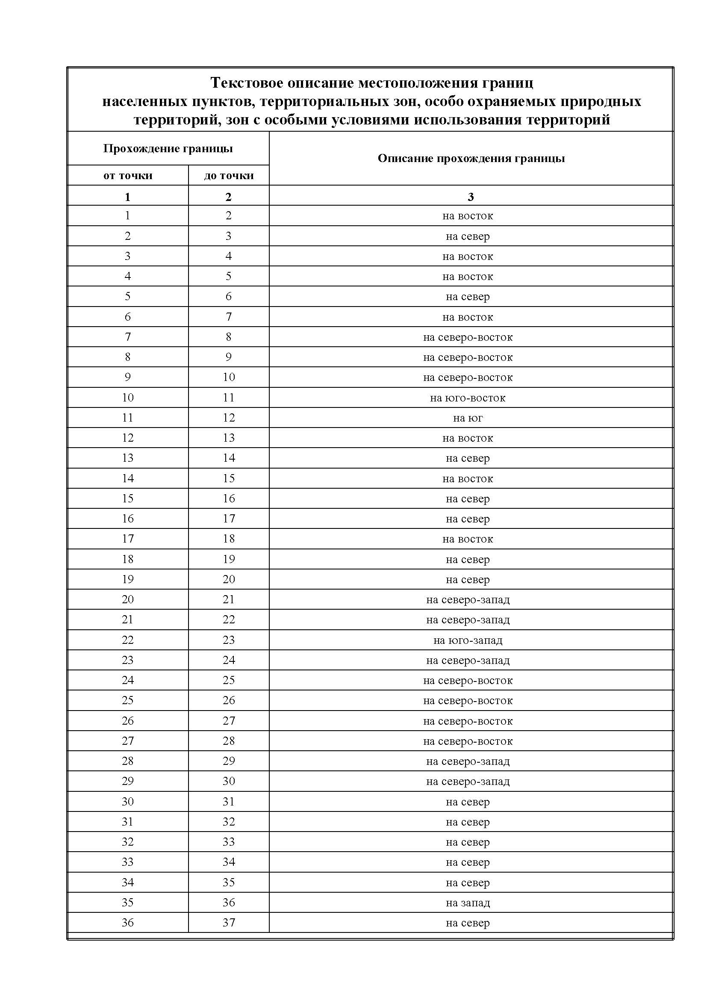 Текстовое описание местоположения границ
населенных пунктов, территориальных зон, особо охраняемых природных
территорий, зон с особыми условиями использования территорий
Прохождение границы
Описание прохождения границы
от точки до точки
1 2 3
1 2 на восток
2 3 на север
3 4 на восток
4 5 на восток
5 6 на север
6 7 на восток
7 8 на северо-восток
8 9 на северо-восток
9 10 на северо-восток
10 11 на юго-восток
11 12 на юг
12 13 на восток
13 14 на север
14 15 на восток
15 16 на север
16 17 на север
17 18 на восток
18 19 на север
19 20 на север
20 21 на северо-запад
21 22 на северо-запад
22 23 на юго-запад
23 24 на северо-запад
24 25 на северо-восток
25 26 на северо-восток
26 27 на северо-восток
27 28 на северо-восток
28 29 на северо-запад
29 30 на северо-запад
30 31 на север
31 32 на север
32 33 на север
33 34 на север
34 35 на север
35 36 на запад
36 37 на север